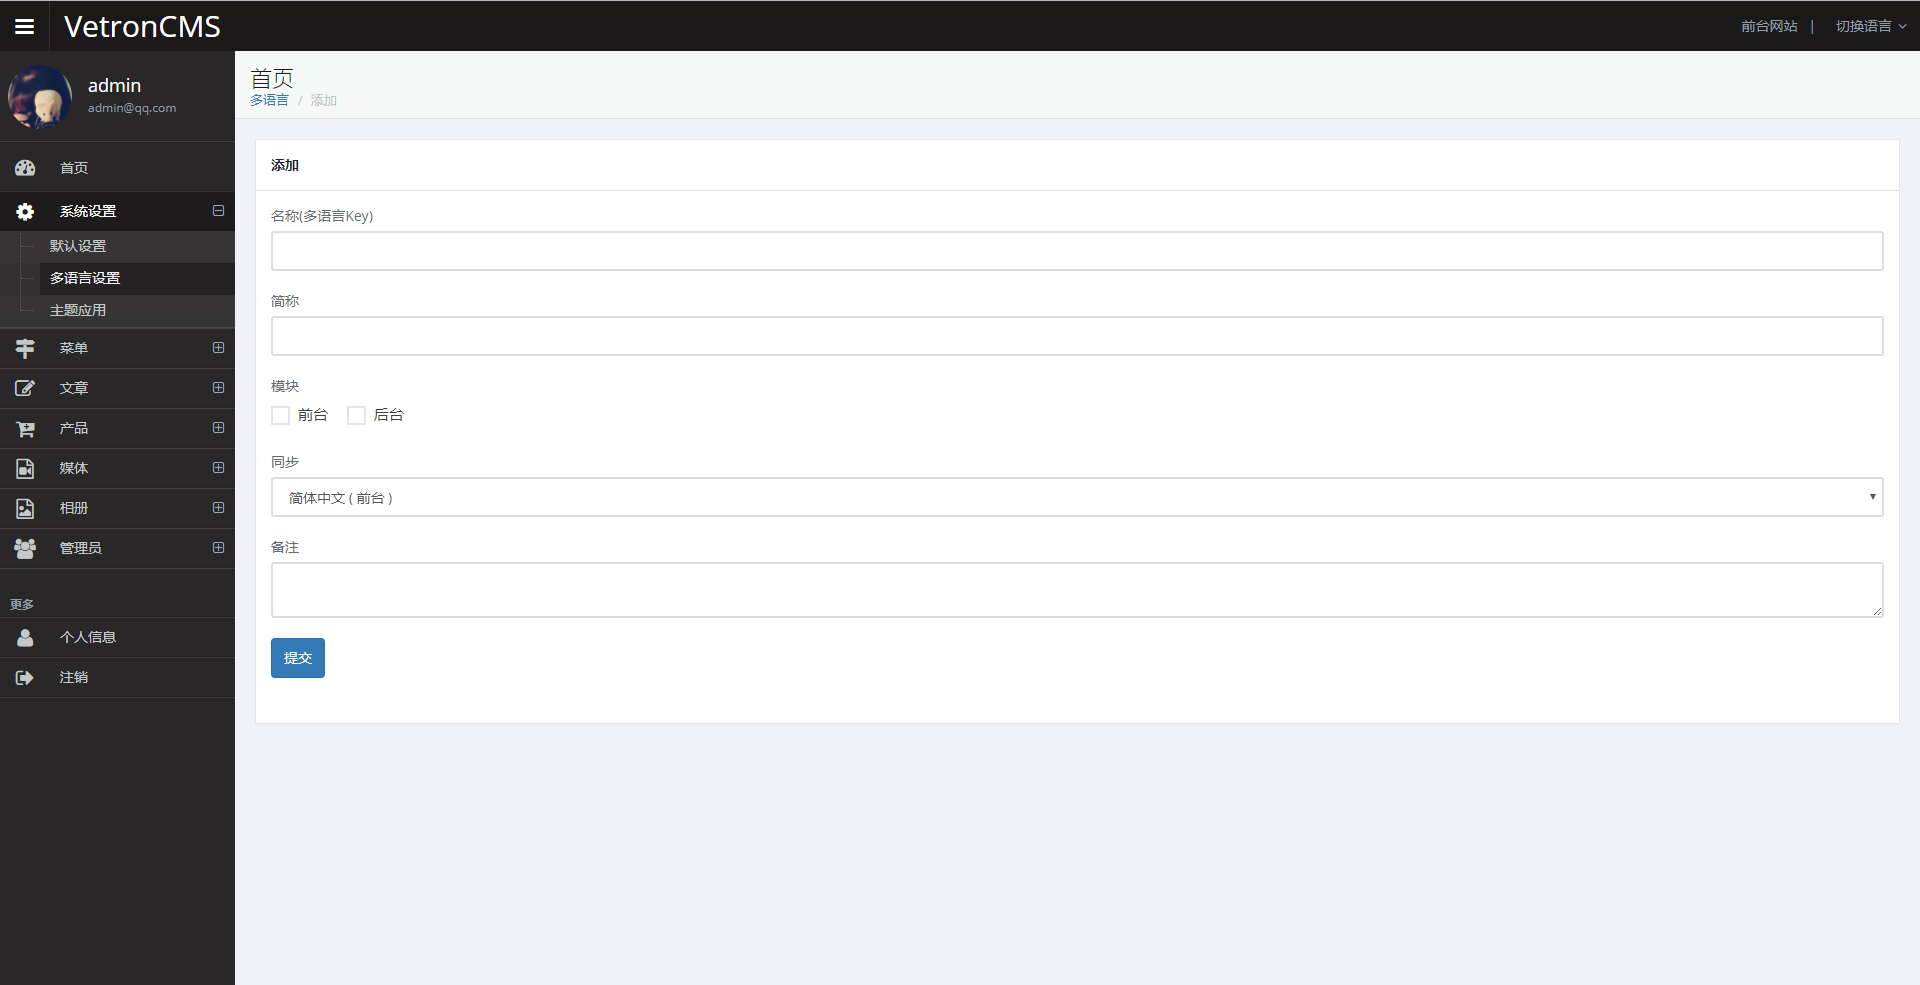 VetronCMS
前台网站 | 切换语言
admin
admin@qq.com
首页
系统设置
默认设置
多语言设置
主题应用
菜单
文章
产品
媒体
相册
管理员
更多
个人信息
注销
首页
多语言 / 添加
添加
名称(多语言Key)
简称
模块
前台 后台
同步
简体中文 ( 前台 )
备注
提交